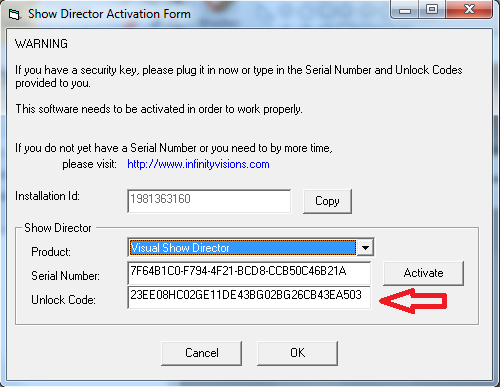 Show Director Activation Form
WARNING
If you have a security key, please plug it in now or type in the Serial Number and Unlock Codes
provided to you.
This software needs to be activated in order to work properly.
If you do not yet have a Serial Number or you need to by more time,
please visit: http://www.infinityvisions.com
Installation Id: 1981363160 Copy
Show Director
Product: Visual Show Director
Serial Number: 7F64B1C0-F794-4F21-BCD8-CCB50C46B21A Activate
Unlock Code: 23EE08HC02GE11DE43BG02BG26CB43EA503
Cancel OK